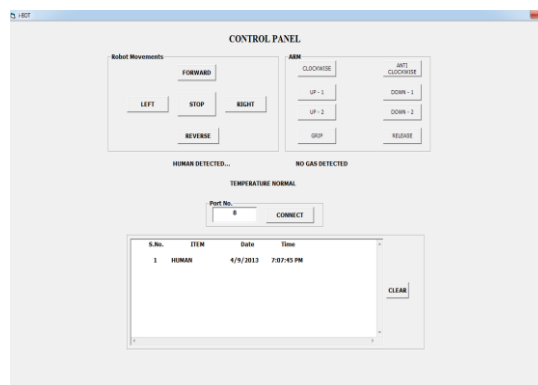 i-BOT
CONTROL PANEL
Robot Movements
FORWARD
LEFT STOP RIGHT
REVERSE
ARM
CLOCKWISE ANTI CLOCKWISE
UP - 1 DOWN - 1
UP - 2 DOWN - 2
GRIP RELEASE
HUMAN DETECTED... NO GAS DETECTED
TEMPERATURE NORMAL
Port No.
8 CONNECT
S.No. ITEM Date Time
1 HUMAN 4/9/2013 7:07:45 PM
CLEAR